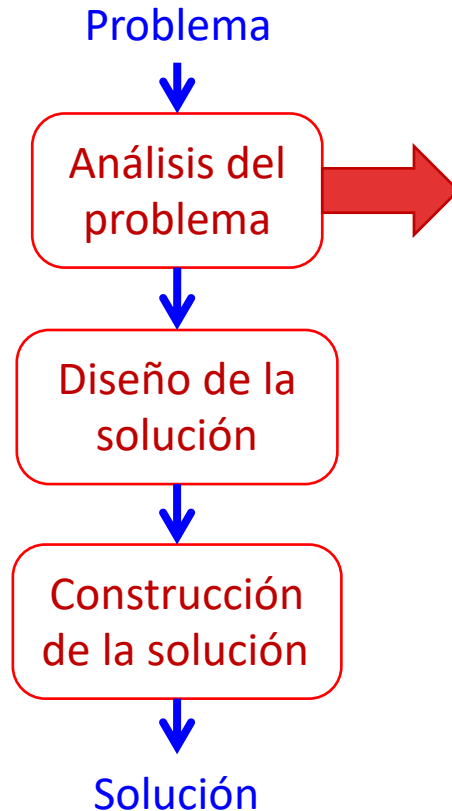 Problema
Análisis del
problema
Diseño de la
solución
Construcción
de la solución
Solución